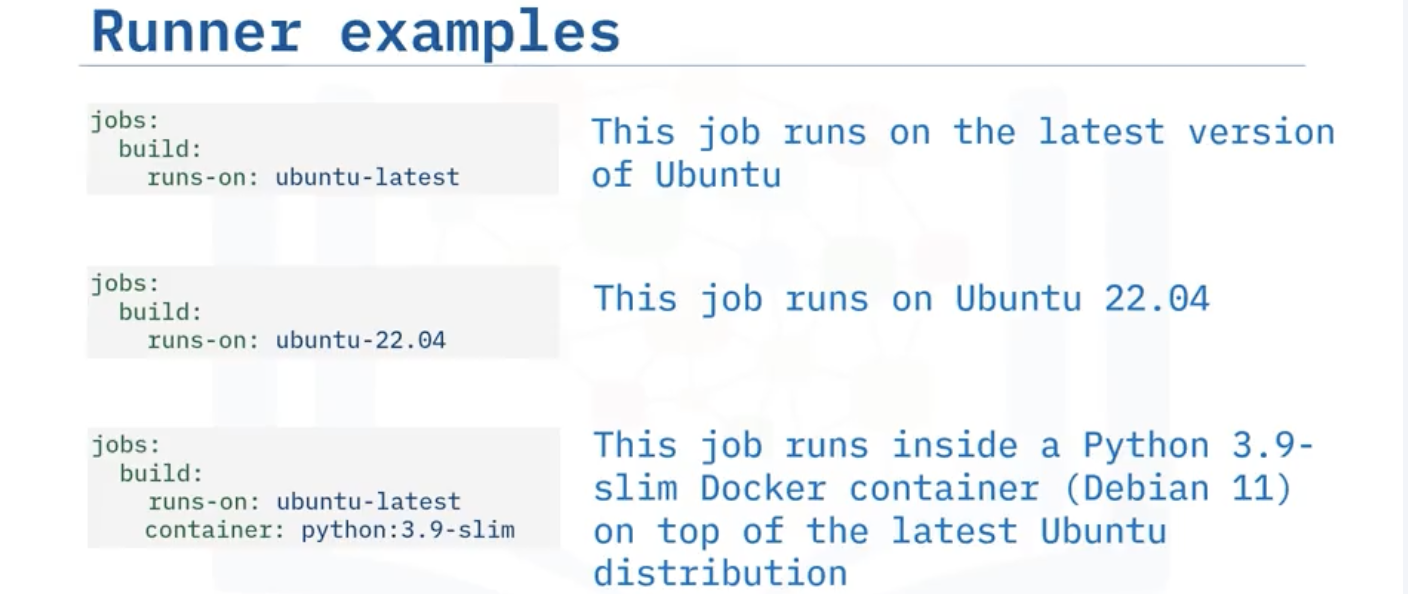 Runner examples
jobs:
  build:
    runs-on: ubuntu-latest
This job runs on the latest version
of Ubuntu
jobs:
  build:
    runs-on: ubuntu-22.04
This job runs on Ubuntu 22.04
jobs:
  build:
    runs-on: ubuntu-latest
    container: python:3.9-slim
This job runs inside a Python 3.9-
slim Docker container (Debian 11)
on top of the latest Ubuntu
distribution